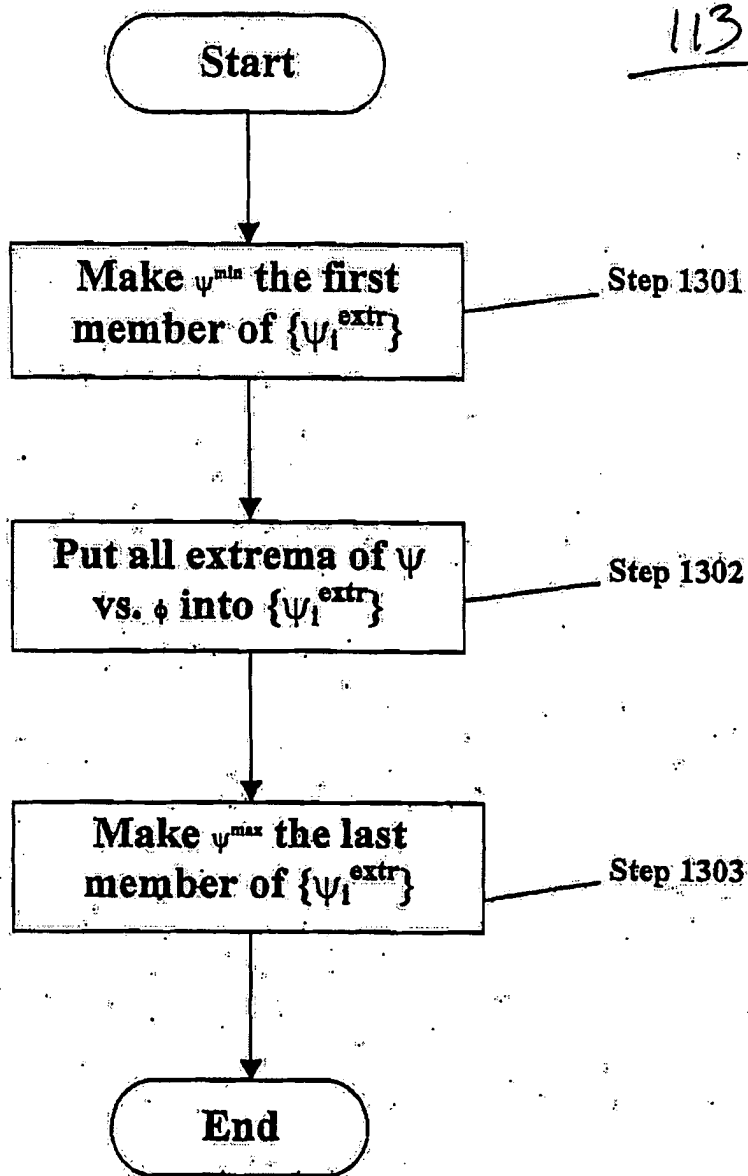 113
Start
Make ψ^min the first
member of {ψ_i^extr}
Step 1301
Put all extrema of ψ
vs. ϕ into {ψ_i^extr}
Step 1302
Make ψ^max the last
member of {ψ_i^extr}
Step 1303
End